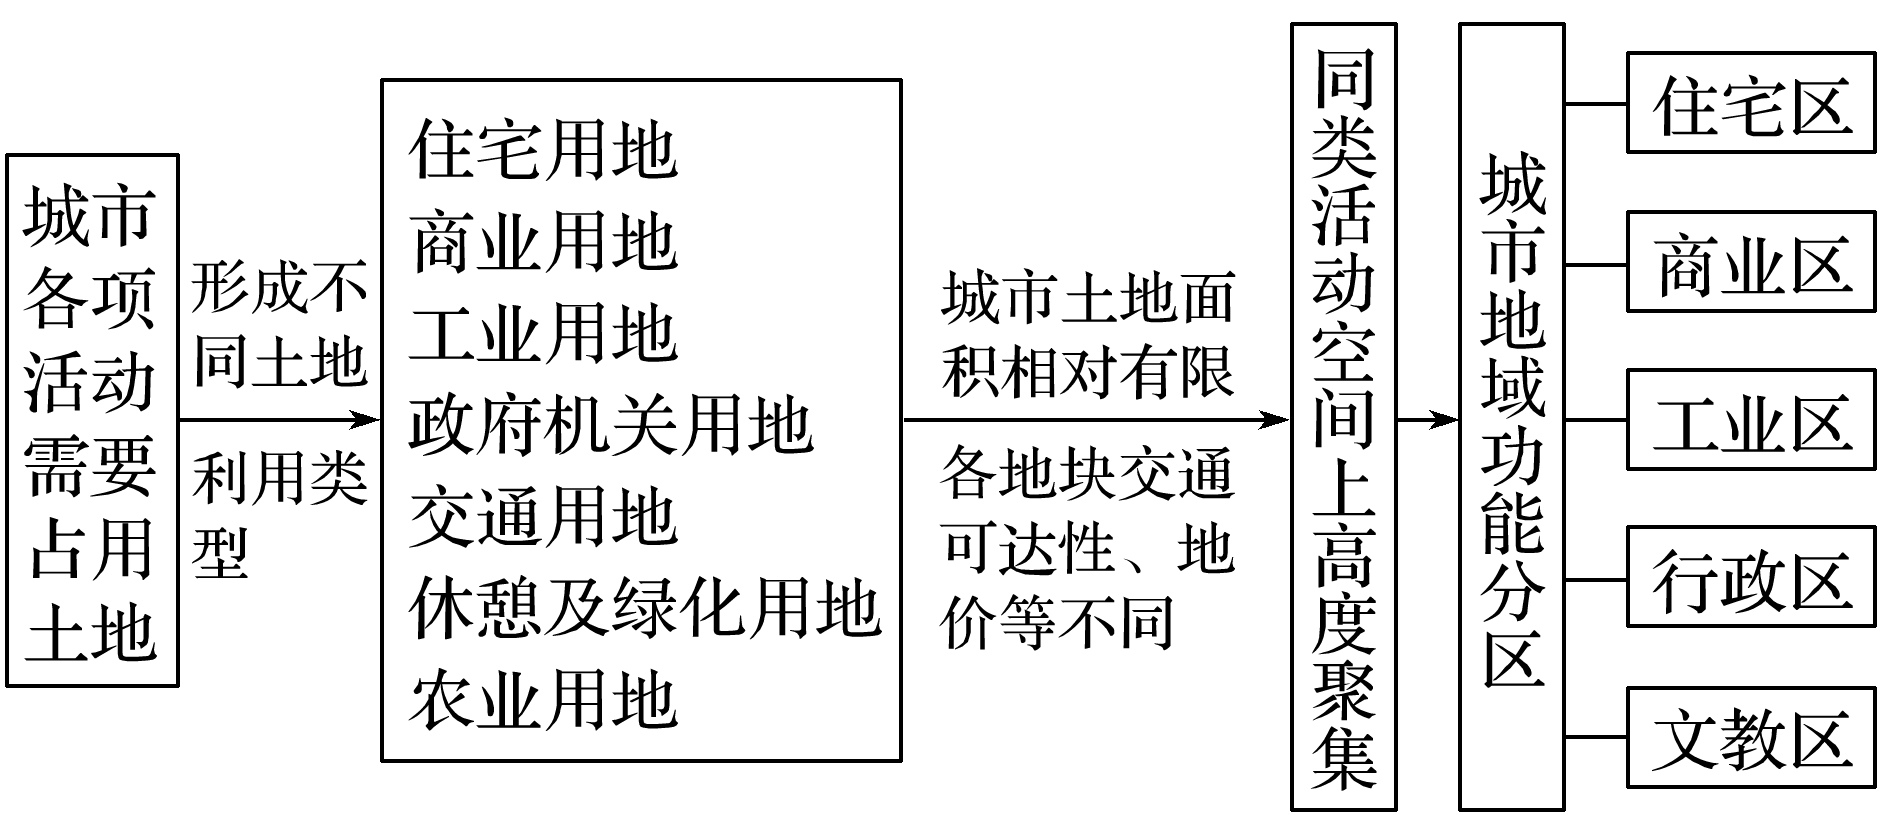 城市
各项
活动
需要
占用
土地
形成不
同土地
利用类
型
住宅用地
商业用地
工业用地
政府机关用地
交通用地
休憩及绿化用地
农业用地
城市土地面
积相对有限
各地块交通
可达性、地
价等不同
同类活动空间上高度聚集
城市地域功能分区
住宅区
商业区
工业区
行政区
文教区